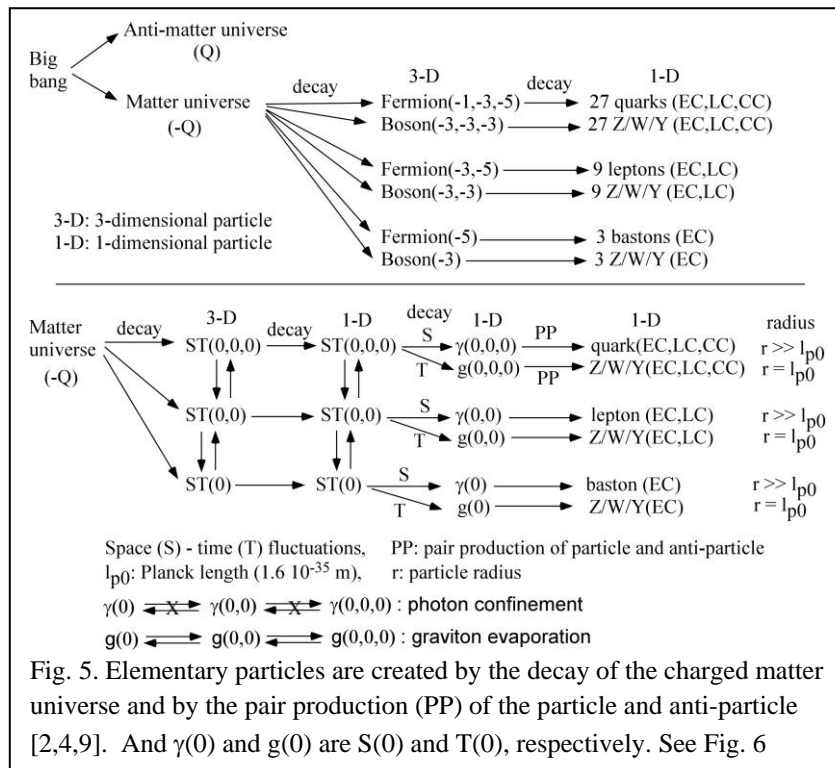 Big bang
Anti-matter universe
(Q)
Matter universe
(-Q)
decay
3-D
decay
1-D
Fermion(-1,-3,-5)
27 quarks (EC,LC,CC)
Boson(-3,-3,-3)
27 Z/W/Y (EC,LC,CC)
Fermion(-3,-5)
9 leptons (EC,LC)
Boson(-3,-3)
9 Z/W/Y (EC,LC)
Fermion(-5)
3 bastons (EC)
Boson(-3)
3 Z/W/Y (EC)
3-D: 3-dimensional particle
1-D: 1-dimensional particle
Matter universe
(-Q)
decay
3-D
decay
1-D
decay
1-D
1-D
radius
ST(0,0,0)
ST(0,0,0)
S
γ(0,0,0)
PP
quark(EC,LC,CC)
r >> lp0
T
g(0,0,0)
PP
Z/W/Y(EC,LC,CC)
r = lp0
ST(0,0)
ST(0,0)
S
γ(0,0)
lepton (EC,LC)
r >> lp0
T
g(0,0)
Z/W/Y(EC,LC)
r = lp0
ST(0)
ST(0)
S
γ(0)
baston (EC)
r >> lp0
T
g(0)
Z/W/Y(EC)
r = lp0
Space (S) - time (T) fluctuations, PP: pair production of particle and anti-particle
lp0: Planck length (1.6 10-35 m), r: particle radius
γ(0) X γ(0,0) X γ(0,0,0) : photon confinement
g(0) g(0,0) g(0,0,0) : graviton evaporation
Fig. 5. Elementary particles are created by the decay of the charged matter
universe and by the pair production (PP) of the particle and anti-particle
[2,4,9]. And γ(0) and g(0) are S(0) and T(0), respectively. See Fig. 6